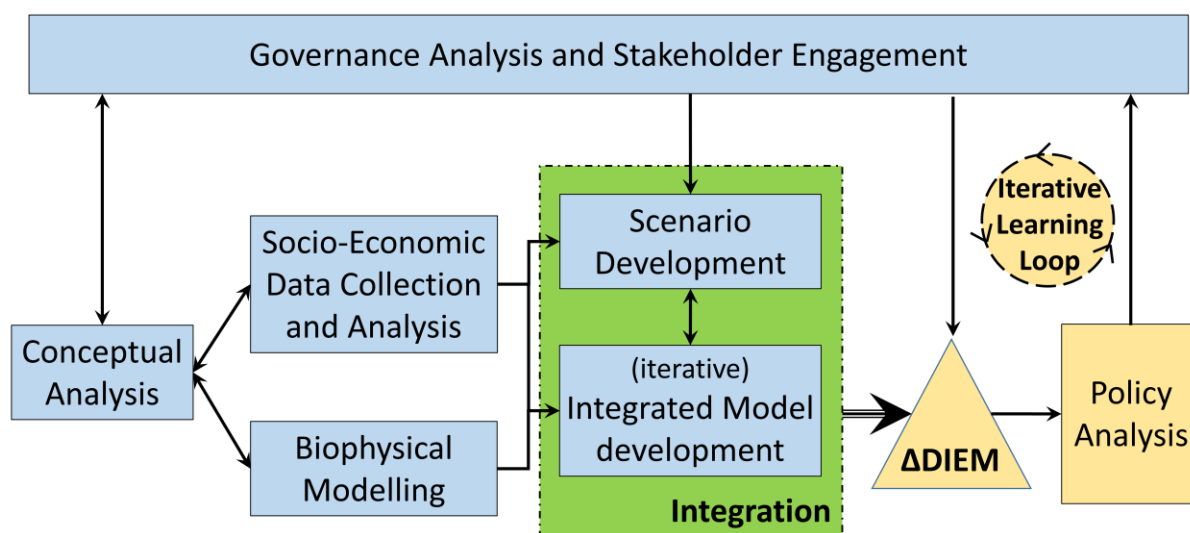 Governance Analysis and Stakeholder Engagement
Iterative
Learning
Loop
Scenario
Development
Socio-Economic
Data Collection
and Analysis
Conceptual
Analysis
(iterative)
Integrated Model
development
Policy
Analysis
ΔDIEM
Biophysical
Modelling
Integration